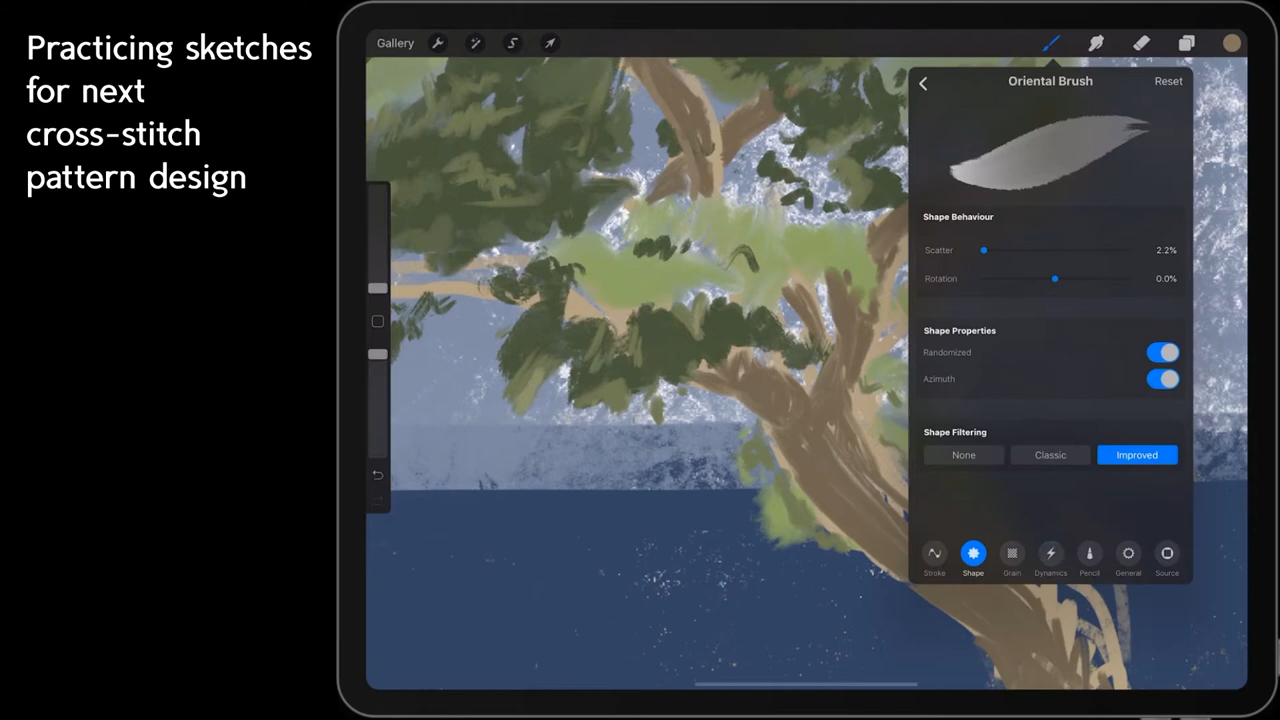 Practicing sketches
for next
cross-stitch
pattern design
Gallery
Oriental Brush
Reset
Shape Behaviour
Scatter
2.2%
Rotation
0.0%
Shape Properties
Randomized
Azimuth
Shape Filtering
None
Classic
Improved
Stroke
Shape
Grain
Dynamics
Pencil
General
Source